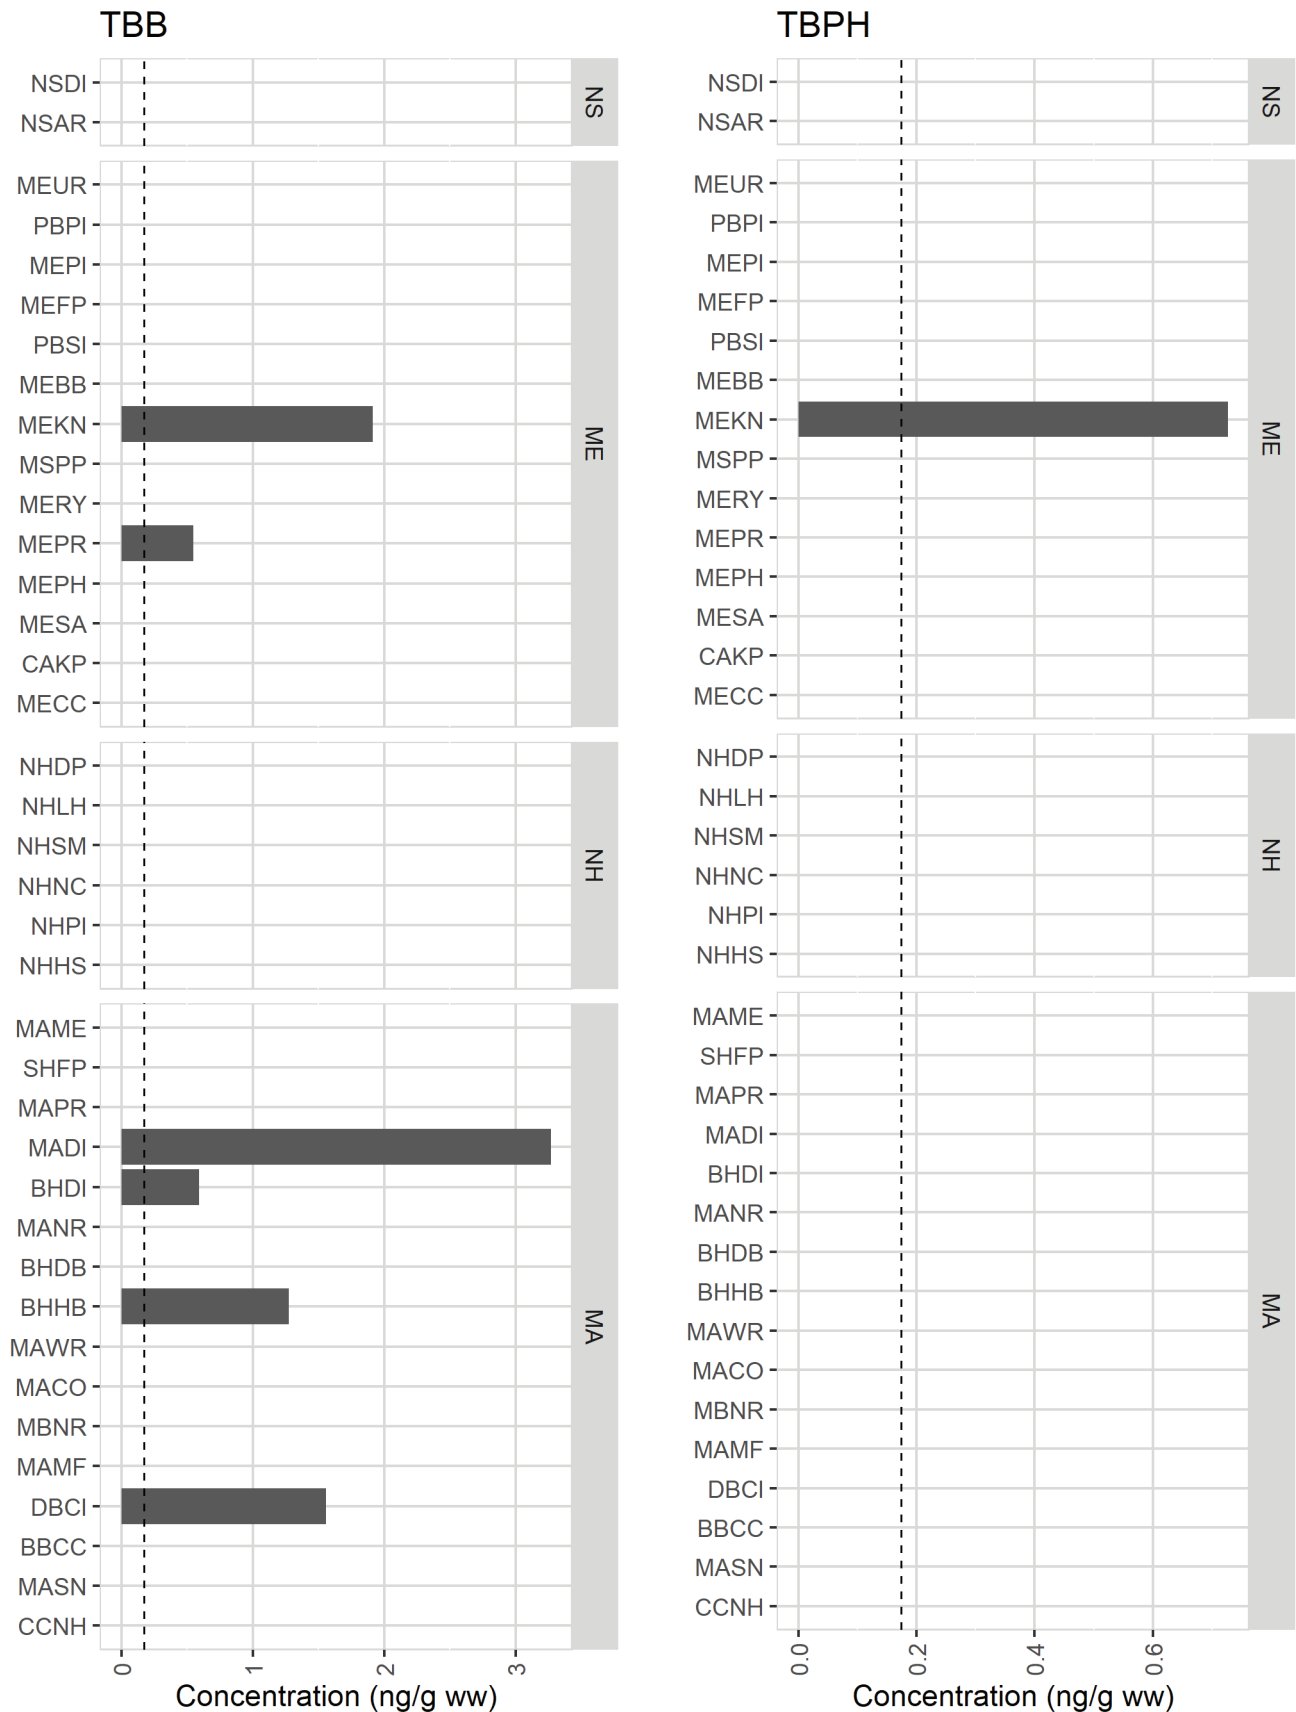 TBB
NSDI
NSAR
NS
MEUR
PBPI
MEPI
MEFP
PBSI
MEBB
MEKN
MSPP
MERY
MEPR
MEPH
MESA
CAKP
MECC
ME
NHDP
NHLH
NHSM
NHNC
NHPI
NHHS
NH
MAME
SHFP
MAPR
MADI
BHDI
MANR
BHDB
BHHB
MAWR
MACO
MBNR
MAMF
DBCI
BBCC
MASN
CCNH
MA
0
1
2
3
Concentration (ng/g ww)
TBPH
NSDI
NSAR
NS
MEUR
PBPI
MEPI
MEFP
PBSI
MEBB
MEKN
MSPP
MERY
MEPR
MEPH
MESA
CAKP
MECC
ME
NHDP
NHLH
NHSM
NHNC
NHPI
NHHS
NH
MAME
SHFP
MAPR
MADI
BHDI
MANR
BHDB
BHHB
MAWR
MACO
MBNR
MAMF
DBCI
BBCC
MASN
CCNH
MA
0.0
0.2
0.4
0.6
Concentration (ng/g ww)